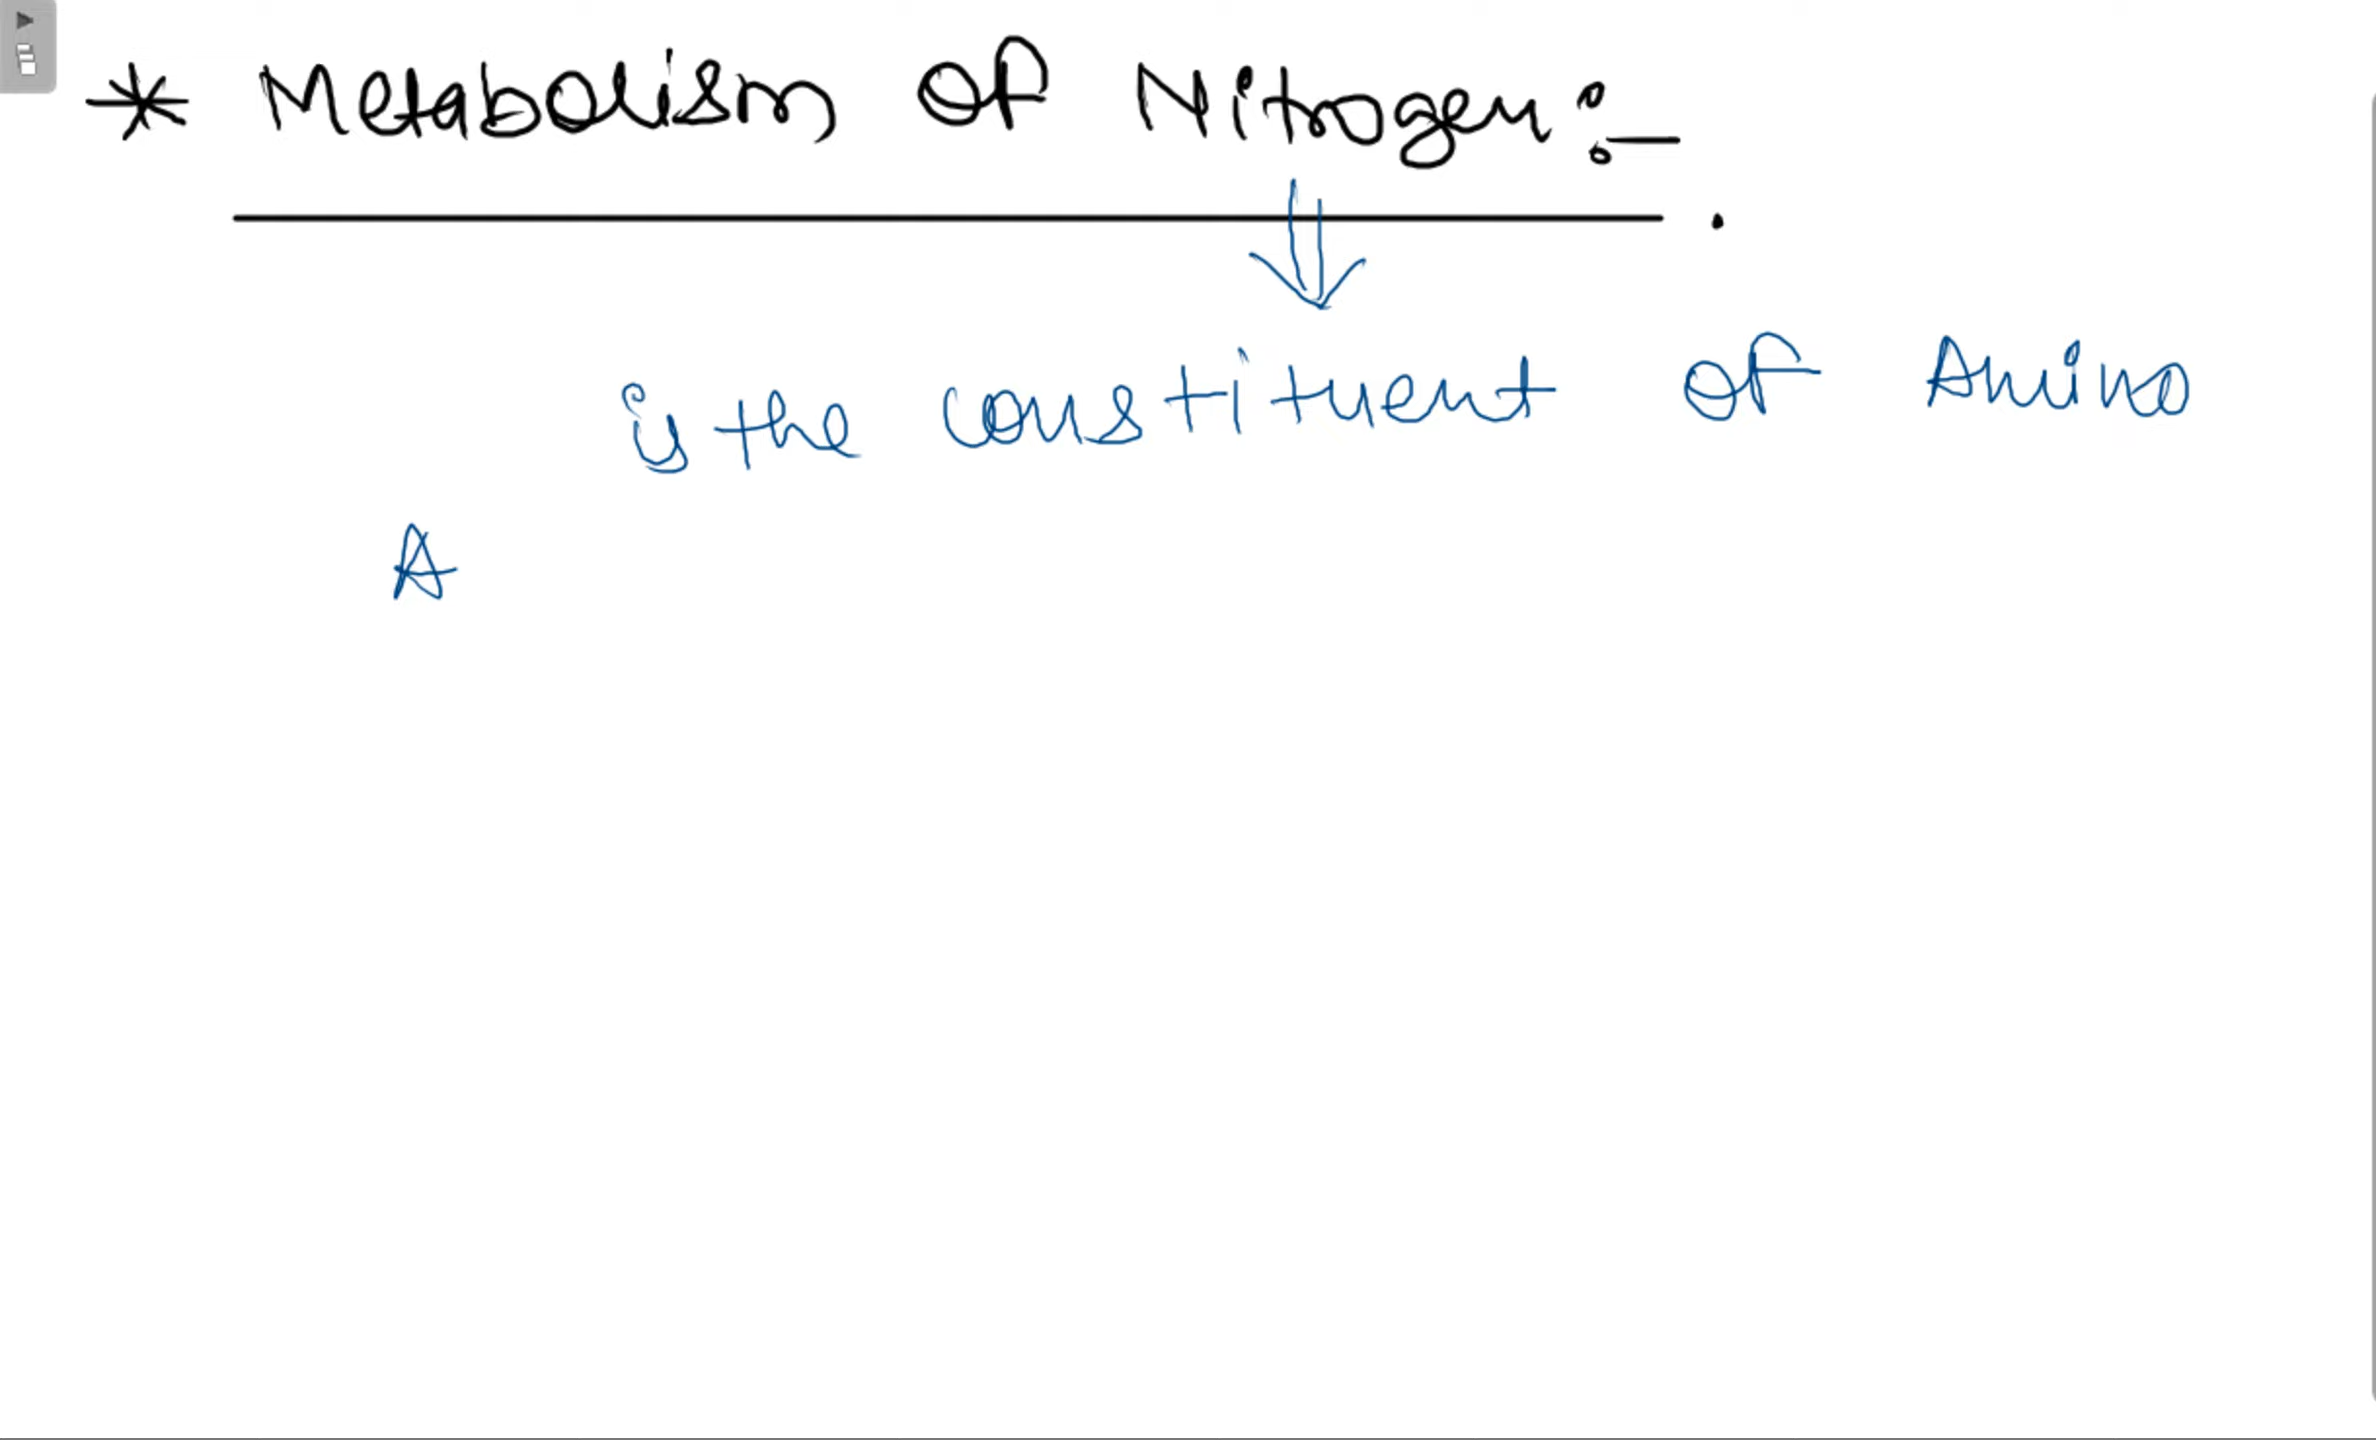 * Metabolism of Nitrogen :-
is the constituent of Amino
A